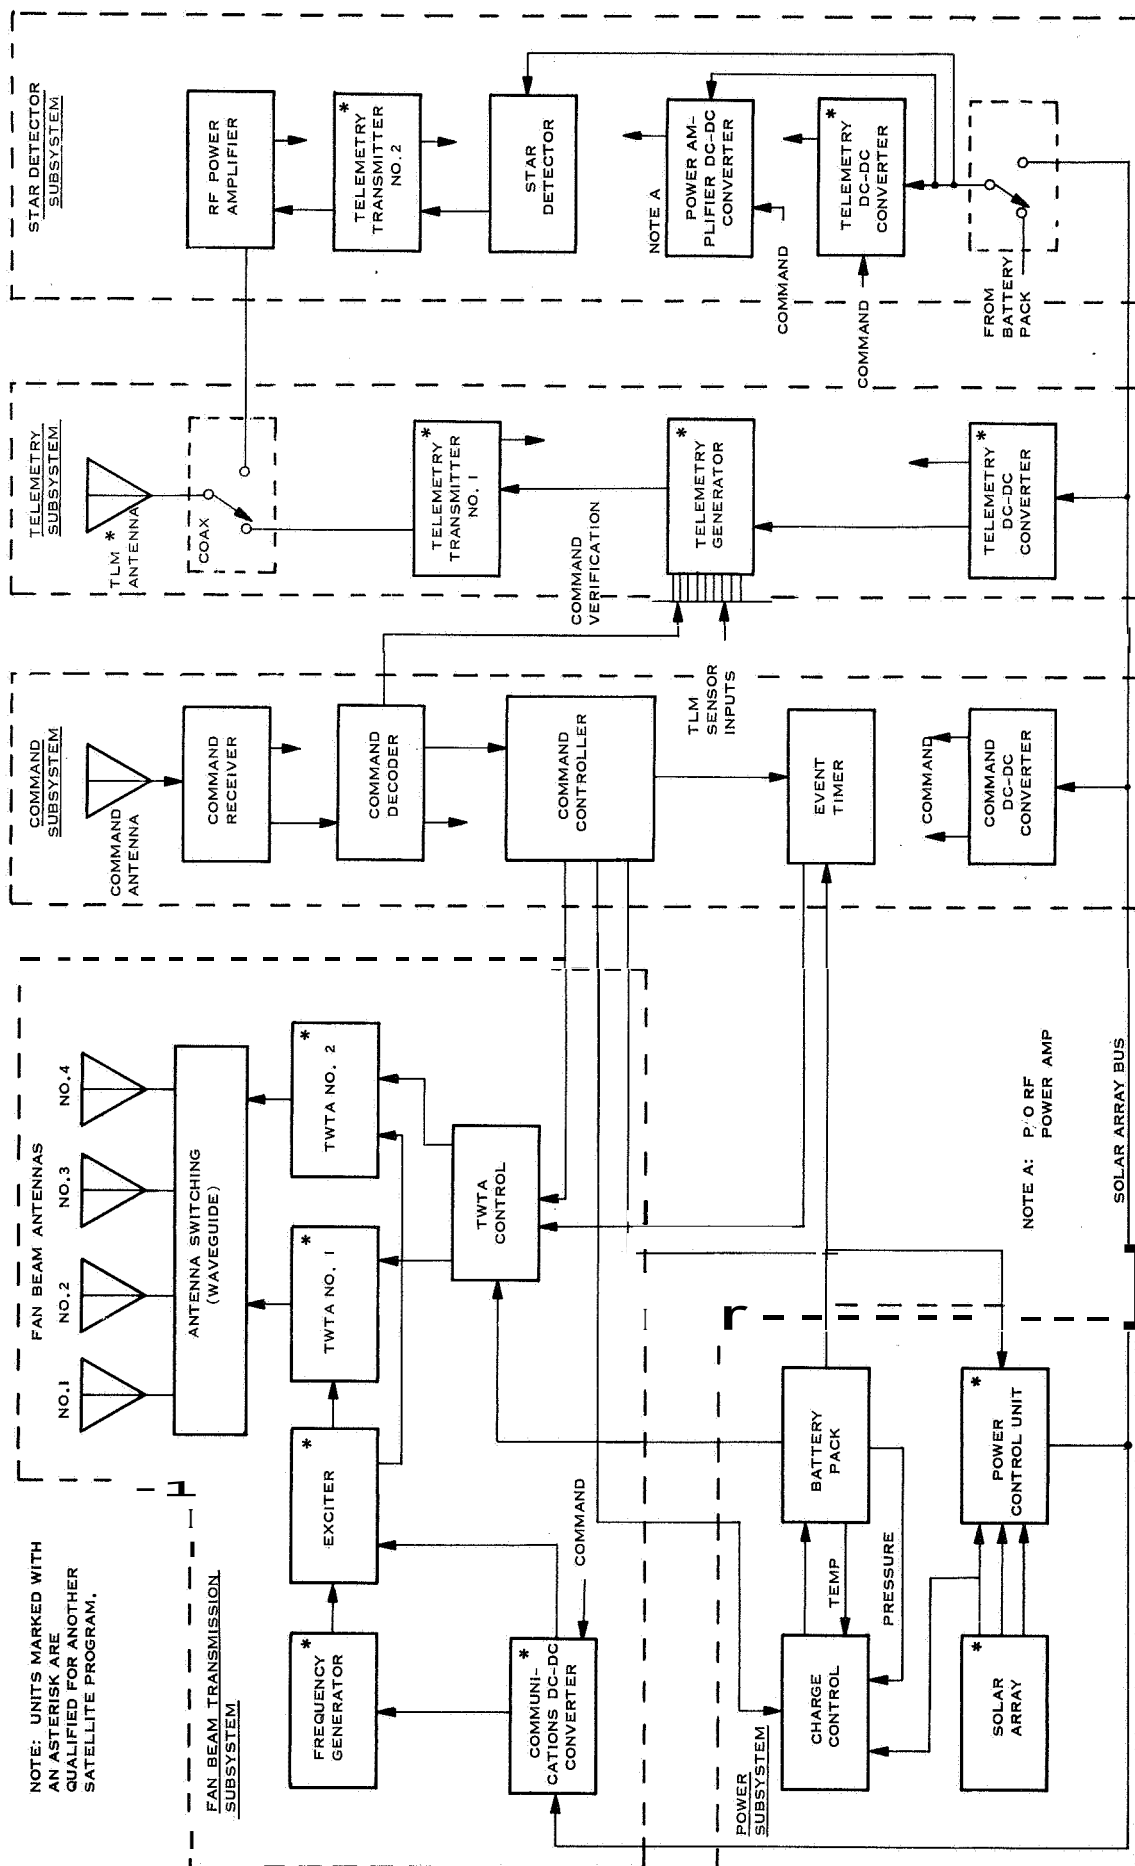 NOTE: UNITS MARKED WITH
AN ASTERISK ARE
QUALIFIED FOR ANOTHER
SATELLITE PROGRAM.
FAN BEAM TRANSMISSION
SUBSYSTEM
FAN BEAM ANTENNAS
NO.1
NO.2
NO.3
NO.4
ANTENNA SWITCHING
(WAVEGUIDE)
FREQUENCY
GENERATOR
*
EXCITER
*
TWTA NO. 1
*
TWTA NO. 2
*
COMMUNI-
CATIONS DC-DC
CONVERTER
*
COMMAND
TWTA
CONTROL
POWER
SUBSYSTEM
CHARGE
CONTROL
TEMP
PRESSURE
BATTERY
PACK
SOLAR
ARRAY
*
POWER
CONTROL UNIT
*
NOTE A: P/O RF
POWER AMP
SOLAR ARRAY BUS
COMMAND
SUBSYSTEM
COMMAND
ANTENNA
COMMAND
RECEIVER
COMMAND
DECODER
COMMAND
CONTROLLER
EVENT
TIMER
COMMAND
COMMAND
DC-DC
CONVERTER
TELEMETRY
SUBSYSTEM
TLM *
ANTENNA
COAX
TELEMETRY
TRANSMITTER
NO. 1
*
COMMAND
VERIFICATION
TELEMETRY
GENERATOR
*
TLM
SENSOR
INPUTS
TELEMETRY
DC-DC
CONVERTER
*
STAR DETECTOR
SUBSYSTEM
RF POWER
AMPLIFIER
TELEMETRY
TRANSMITTER
NO.2
*
STAR
DETECTOR
NOTE A
POWER AM-
PLIFIER DC-DC
CONVERTER
COMMAND
TELEMETRY
DC-DC
CONVERTER
*
COMMAND
FROM
BATTERY
PACK